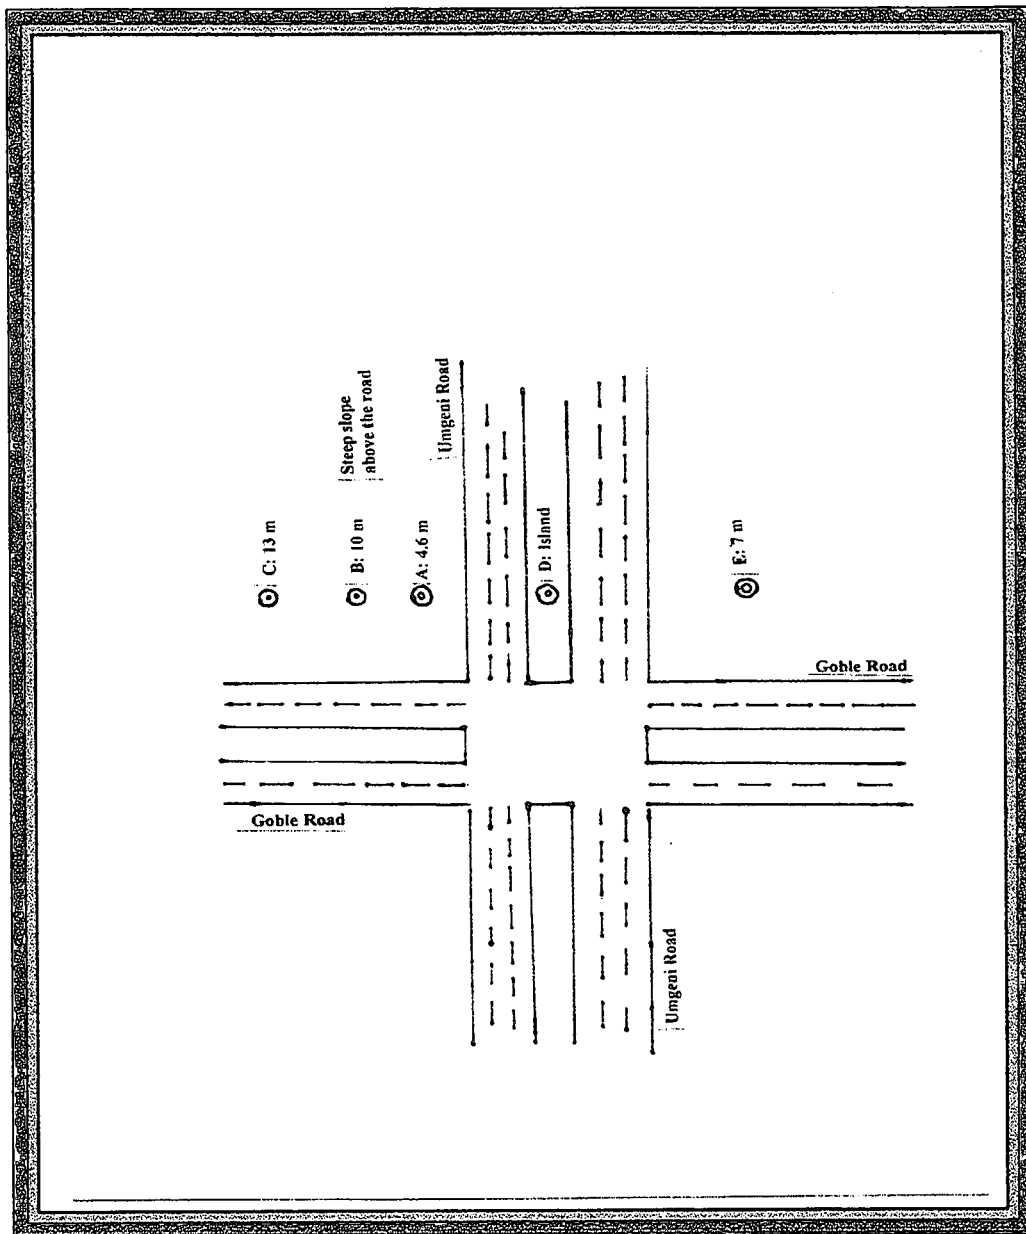 Umgeni Road
Steep slope
above the road
C: 13 m
B: 10 m
A: 4.6 m
D: Island
E: 7 m
Goble Road
Goble Road
Umgeni Road